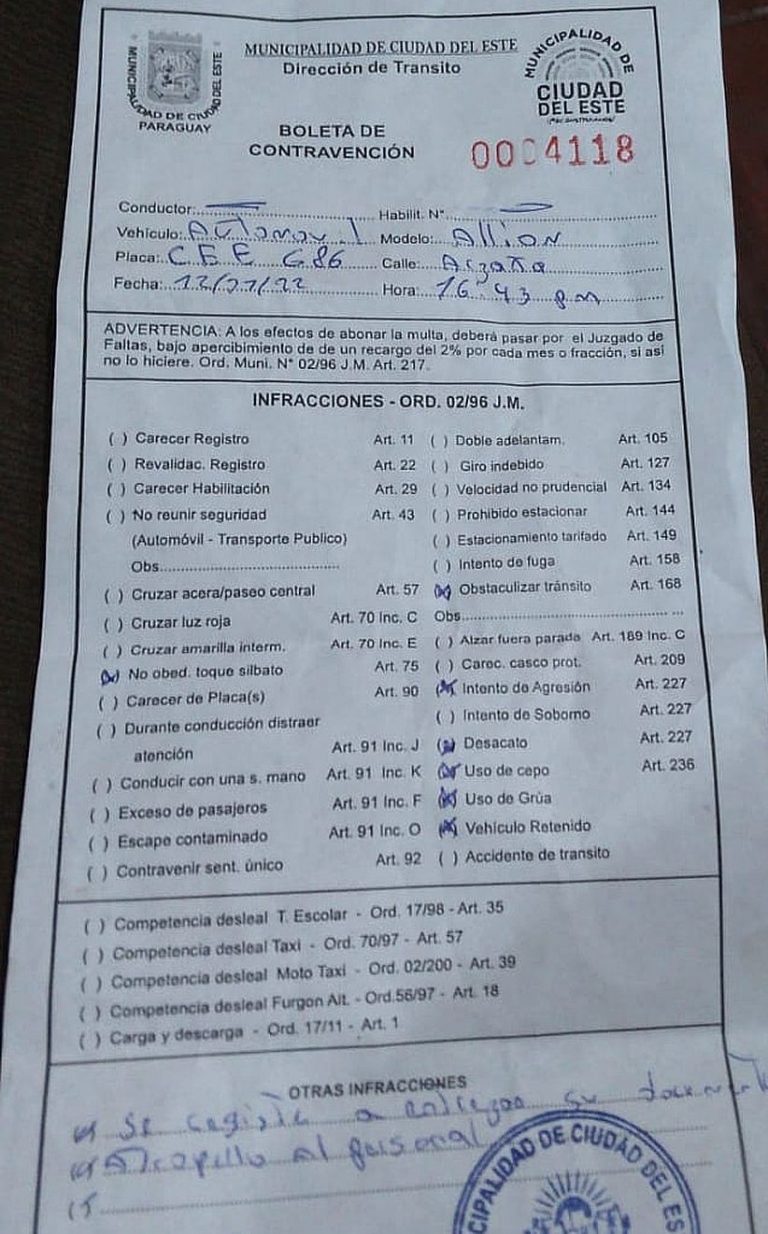 MUNICIPALIDAD DE CIUDAD DEL ESTE
PARAGUAY
MUNICIPALIDAD DE CIUDAD DEL ESTE
Dirección de Transito
MUNICIPALIDAD DE
CIUDAD
DEL ESTE
BOLETA DE
CONTRAVENCIÓN
0004118
Conductor: Habilit. N°
Vehículo: Automovil Modelo: Allion
Placa: CBE 686 Calle: Arzaña
Fecha: 12/01/22 Hora: 16:43 pm
ADVERTENCIA: A los efectos de abonar la multa, deberá pasar por el Juzgado de
Faltas, bajo apercibimiento de de un recargo del 2% por cada mes o fracción, si así
no lo hiciere. Ord. Muni. N° 02/96 J.M. Art. 217.
INFRACCIONES - ORD. 02/96 J.M.
( ) Carecer Registro Art. 11 ( ) Doble adelantam. Art. 105
( ) Revalidac. Registro Art. 22 ( ) Giro indebido Art. 127
( ) Carecer Habilitación Art. 29 ( ) Velocidad no prudencial Art. 134
( ) No reunir seguridad Art. 43 ( ) Prohibido estacionar Art. 144
(Automóvil - Transporte Publico) ( ) Estacionamiento tarifado Art. 149
Obs. ( ) Intento de fuga Art. 158
( ) Cruzar acera/paseo central Art. 57 (x) Obstaculizar tránsito Art. 168
( ) Cruzar luz roja Art. 70 Inc. C Obs.
( ) Cruzar amarilla interm. Art. 70 Inc. E ( ) Alzar fuera parada Art. 189 Inc. C
(x) No obed. toque silbato Art. 75 ( ) Carec. casco prot. Art. 209
( ) Carecer de Placa(s) Art. 90 (x) Intento de Agresión Art. 227
( ) Durante conducción distraer ( ) Intento de Soborno Art. 227
atención Art. 91 Inc. J (x) Desacato Art. 227
( ) Conducir con una s. mano Art. 91 Inc. K (x) Uso de cepo Art. 236
( ) Exceso de pasajeros Art. 91 Inc. F (x) Uso de Grúa
( ) Escape contaminado Art. 91 Inc. O (x) Vehículo Retenido
( ) Contravenir sent. único Art. 92 ( ) Accidente de transito
( ) Competencia desleal T. Escolar - Ord. 17/98 - Art. 35
( ) Competencia desleal Taxi - Ord. 70/97 - Art. 57
( ) Competencia desleal Moto Taxi - Ord. 02/200 - Art. 39
( ) Competencia desleal Furgon Alt. - Ord.56/97 - Art. 18
( ) Carga y descarga - Ord. 17/11 - Art. 1
OTRAS INFRACCIONES
(x) Se a entregar su
(x) Atropello al personal
(
CIPALIDAD DE CIUDAD DEL ES